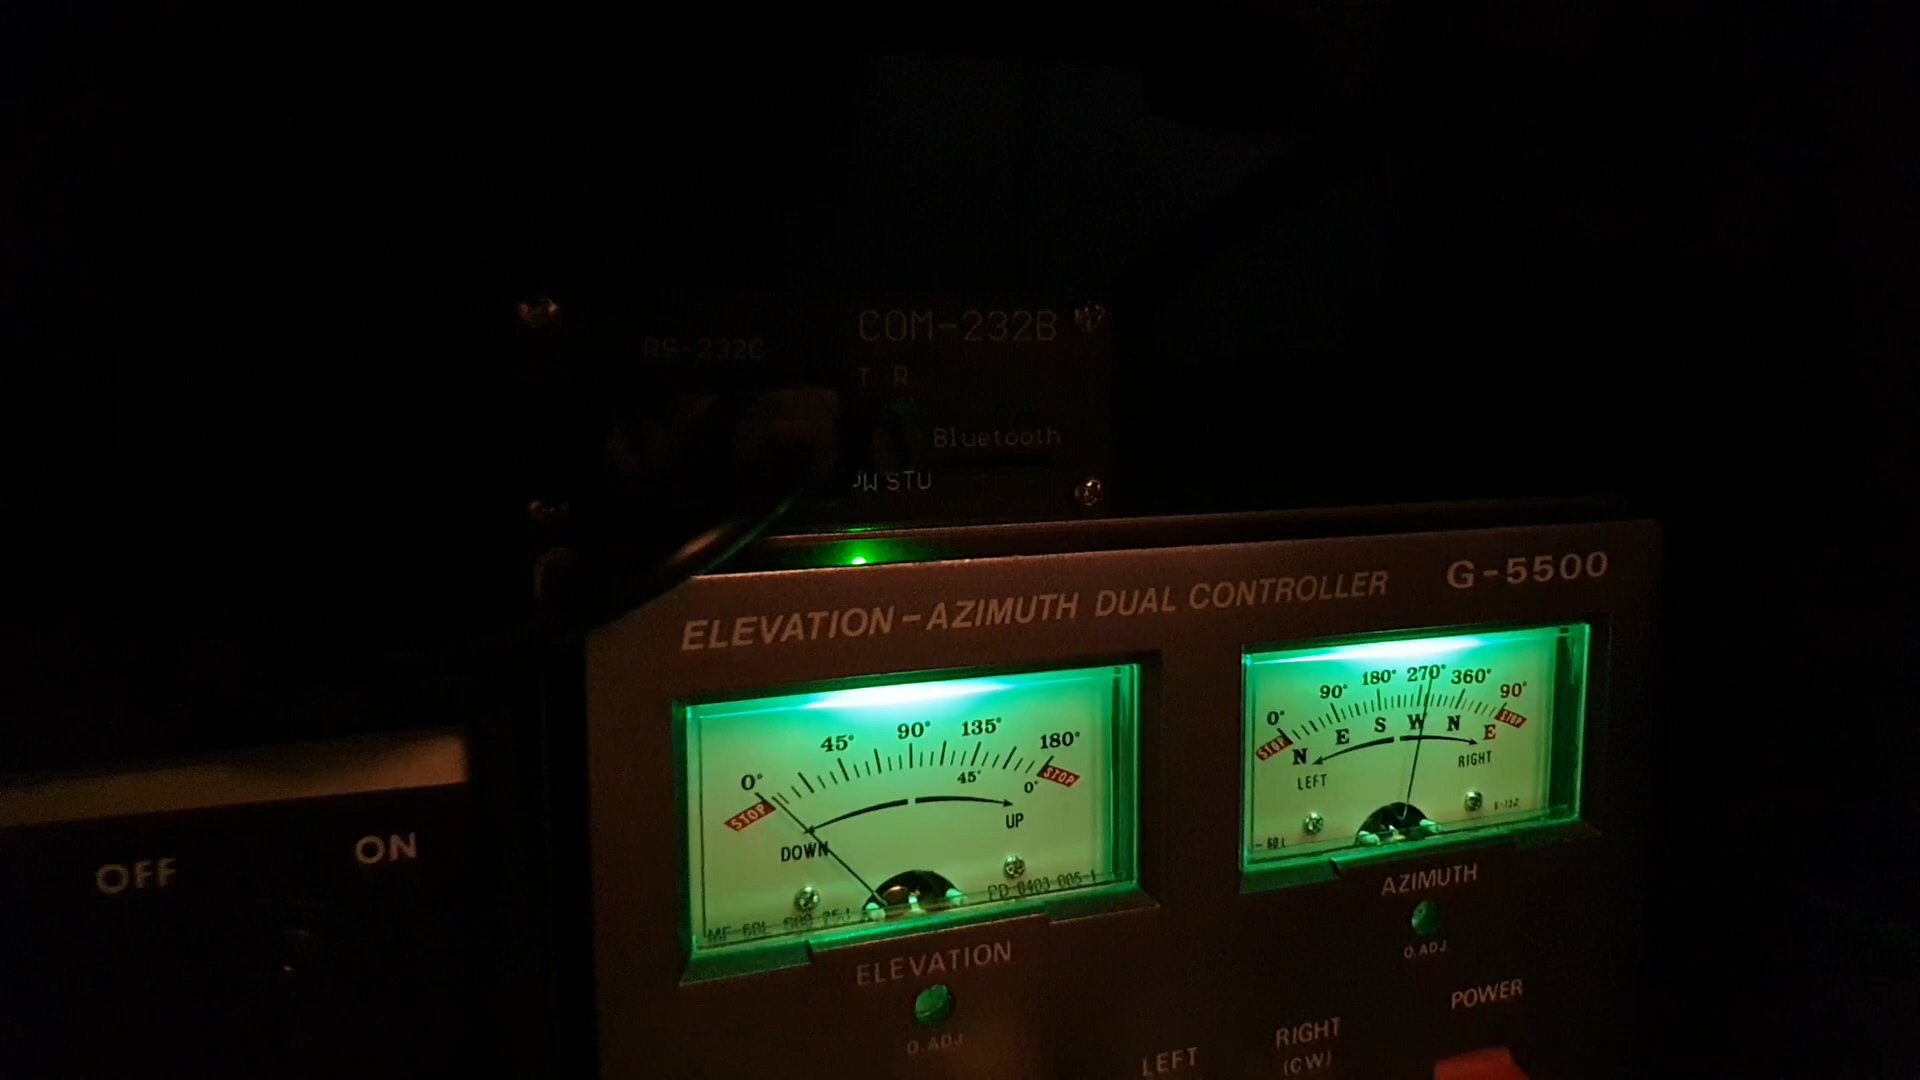 COM-232B
RS-232C
T R
Bluetooth
PW STU
ELEVATION-AZIMUTH DUAL CONTROLLER G-5500
0° 45° 90° 135° 180°
STOP 45° 0° STOP
DOWN UP
ELEVATION
O.ADJ
0° 90° 180° 270° 360° 90°
STOP N E S W N E STOP
LEFT RIGHT
AZIMUTH
O.ADJ
OFF ON
POWER
LEFT RIGHT
(CW)